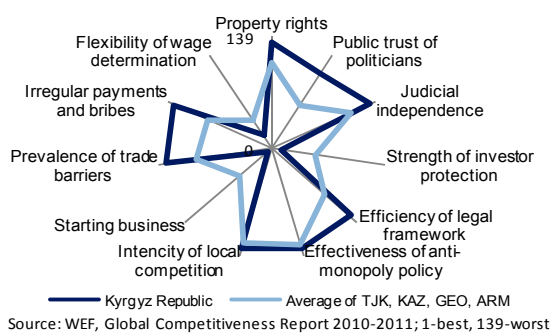 Property rights
139
Public trust of
politicians
Judicial
independence
Strength of investor
protection
Efficiency of legal
framework
Effectiveness of anti-
monopoly policy
Intencity of local
competition
Starting business
Prevalence of trade
barriers
Irregular payments
and bribes
Flexibility of wage
determination
0
Kyrgyz Republic
Average of TJK, KAZ, GEO, ARM
Source: WEF, Global Competitiveness Report 2010-2011; 1-best, 139-worst